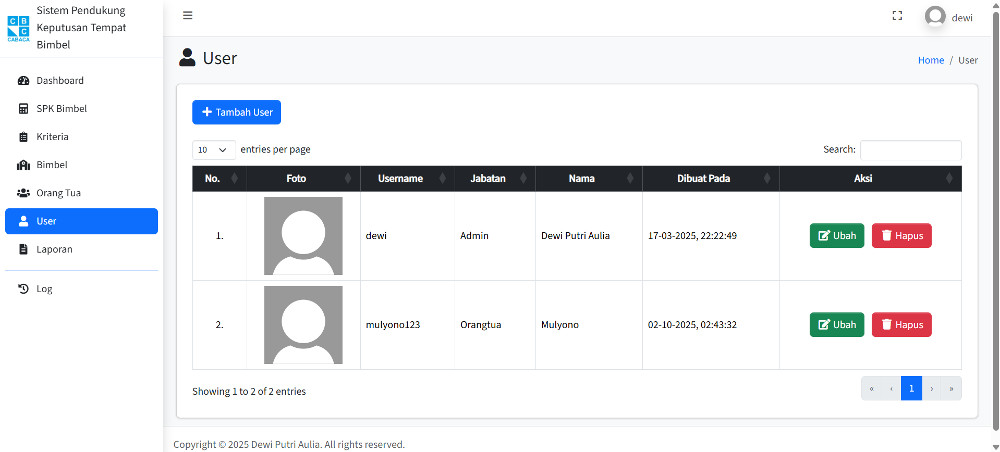 C B
C
CABACA
Sistem Pendukung
Keputusan Tempat
Bimbel
dewi
User
Home / User
Dashboard
SPK Bimbel
Kriteria
Bimbel
Orang Tua
User
Laporan
Log
Tambah User
10 entries per page
Search:
No. Foto Username Jabatan Nama Dibuat Pada Aksi
1. dewi Admin Dewi Putri Aulia 17-03-2025, 22:22:49 Ubah Hapus
2. mulyono123 Orangtua Mulyono 02-10-2025, 02:43:32 Ubah Hapus
Showing 1 to 2 of 2 entries
« ‹ 1 › »
Copyright © 2025 Dewi Putri Aulia. All rights reserved.